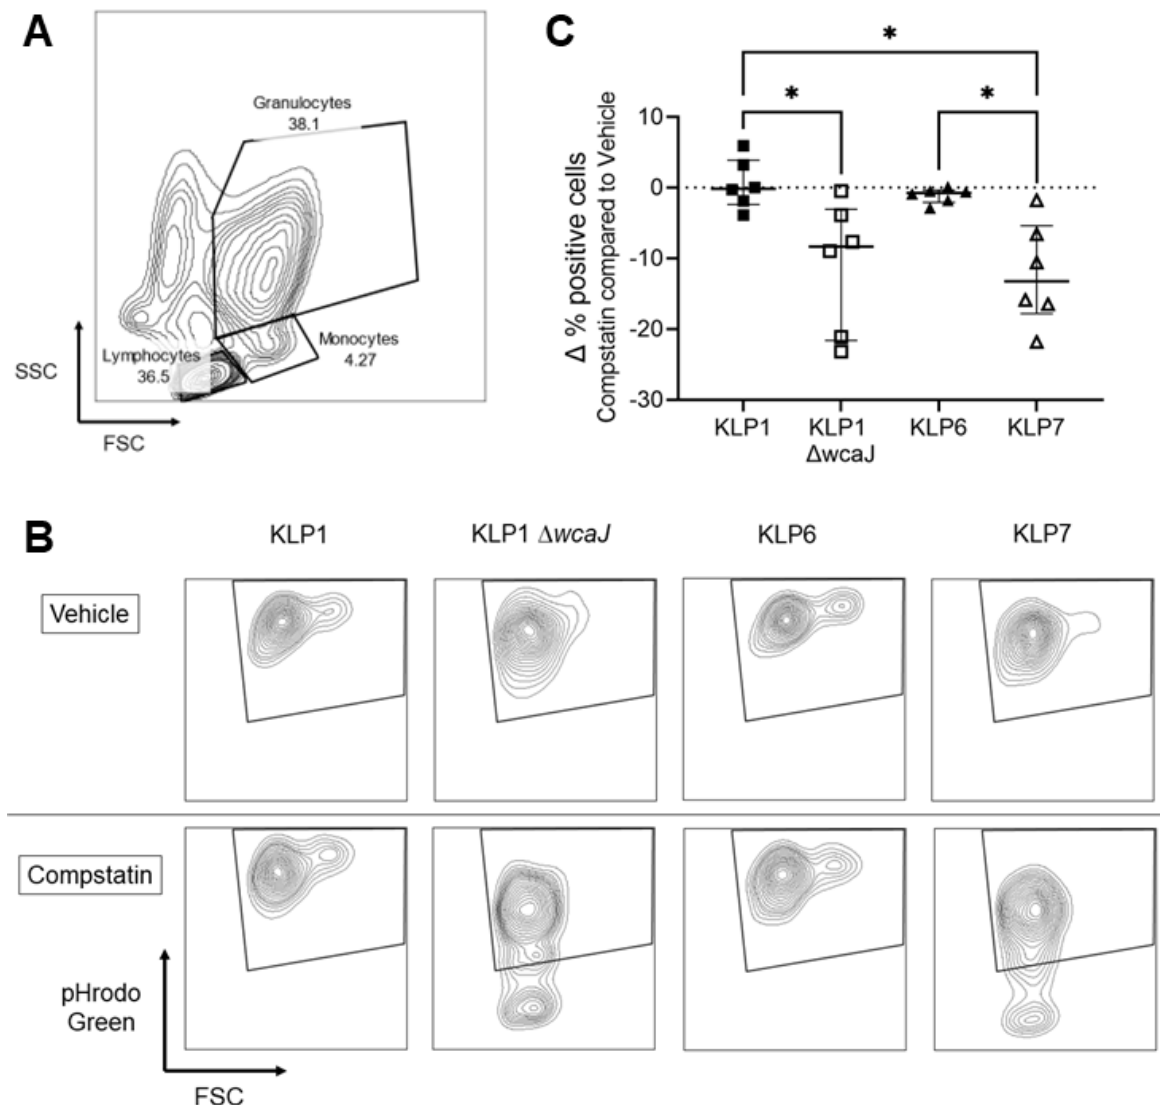 A
Granulocytes
38.1
Lymphocytes
36.5
Monocytes
4.27
SSC
FSC
C
*
*
*
Δ % positive cells
Compstatin compared to Vehicle
10
0
-10
-20
-30
KLP1
KLP1
ΔwcaJ
KLP6
KLP7
B
KLP1
KLP1 ΔwcaJ
KLP6
KLP7
Vehicle
Compstatin
pHrodo
Green
FSC